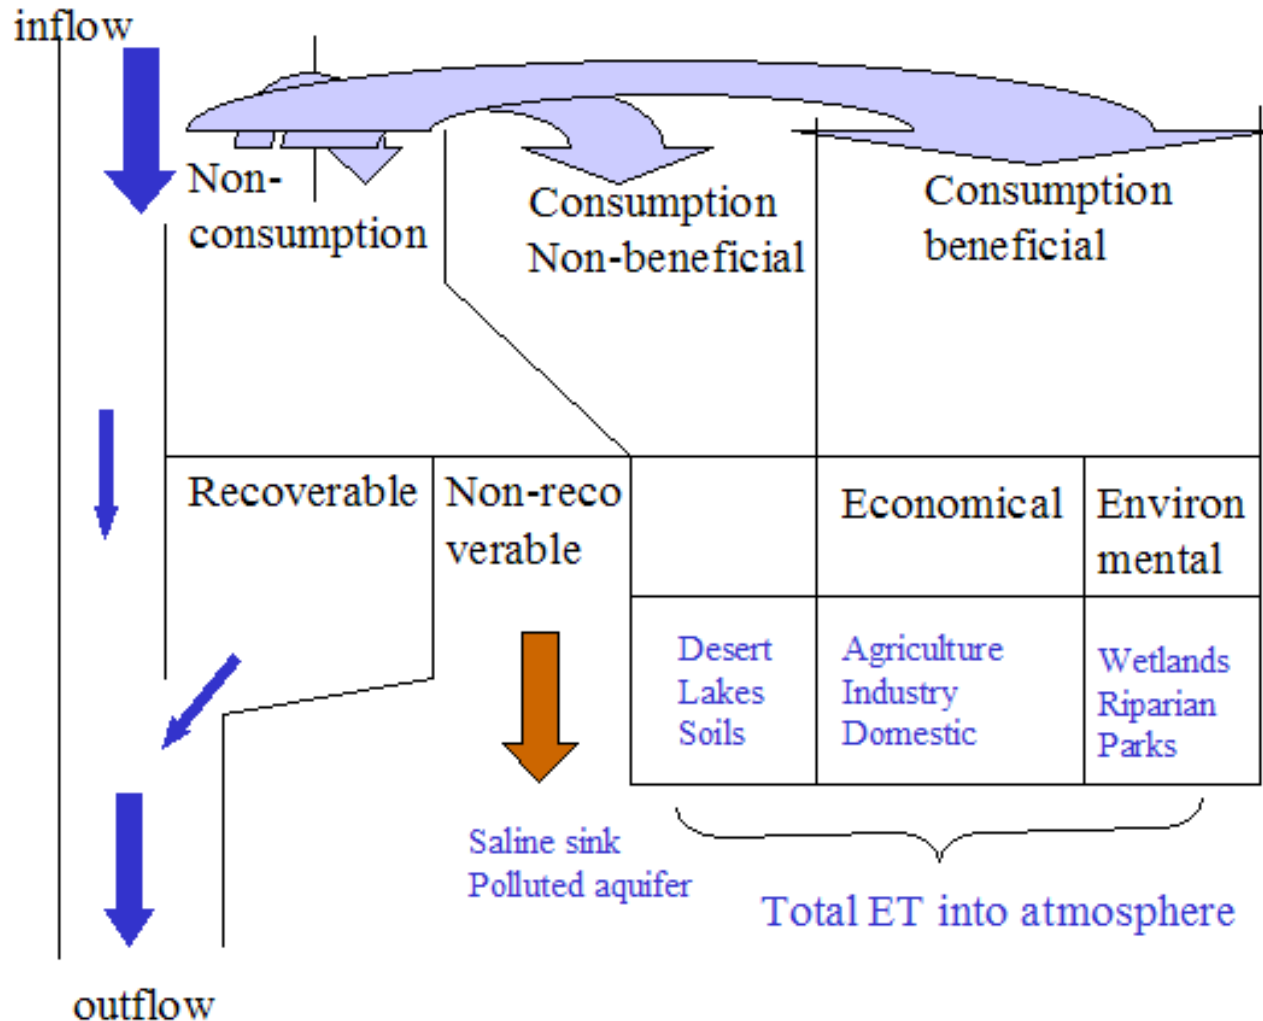 inflow
Non-
consumption
Consumption
Non-beneficial
Consumption
beneficial
Recoverable
Non-reco
verable
Economical
Environ
mental
Desert
Lakes
Soils
Agriculture
Industry
Domestic
Wetlands
Riparian
Parks
Saline sink
Polluted aquifer
Total ET into atmosphere
outflow